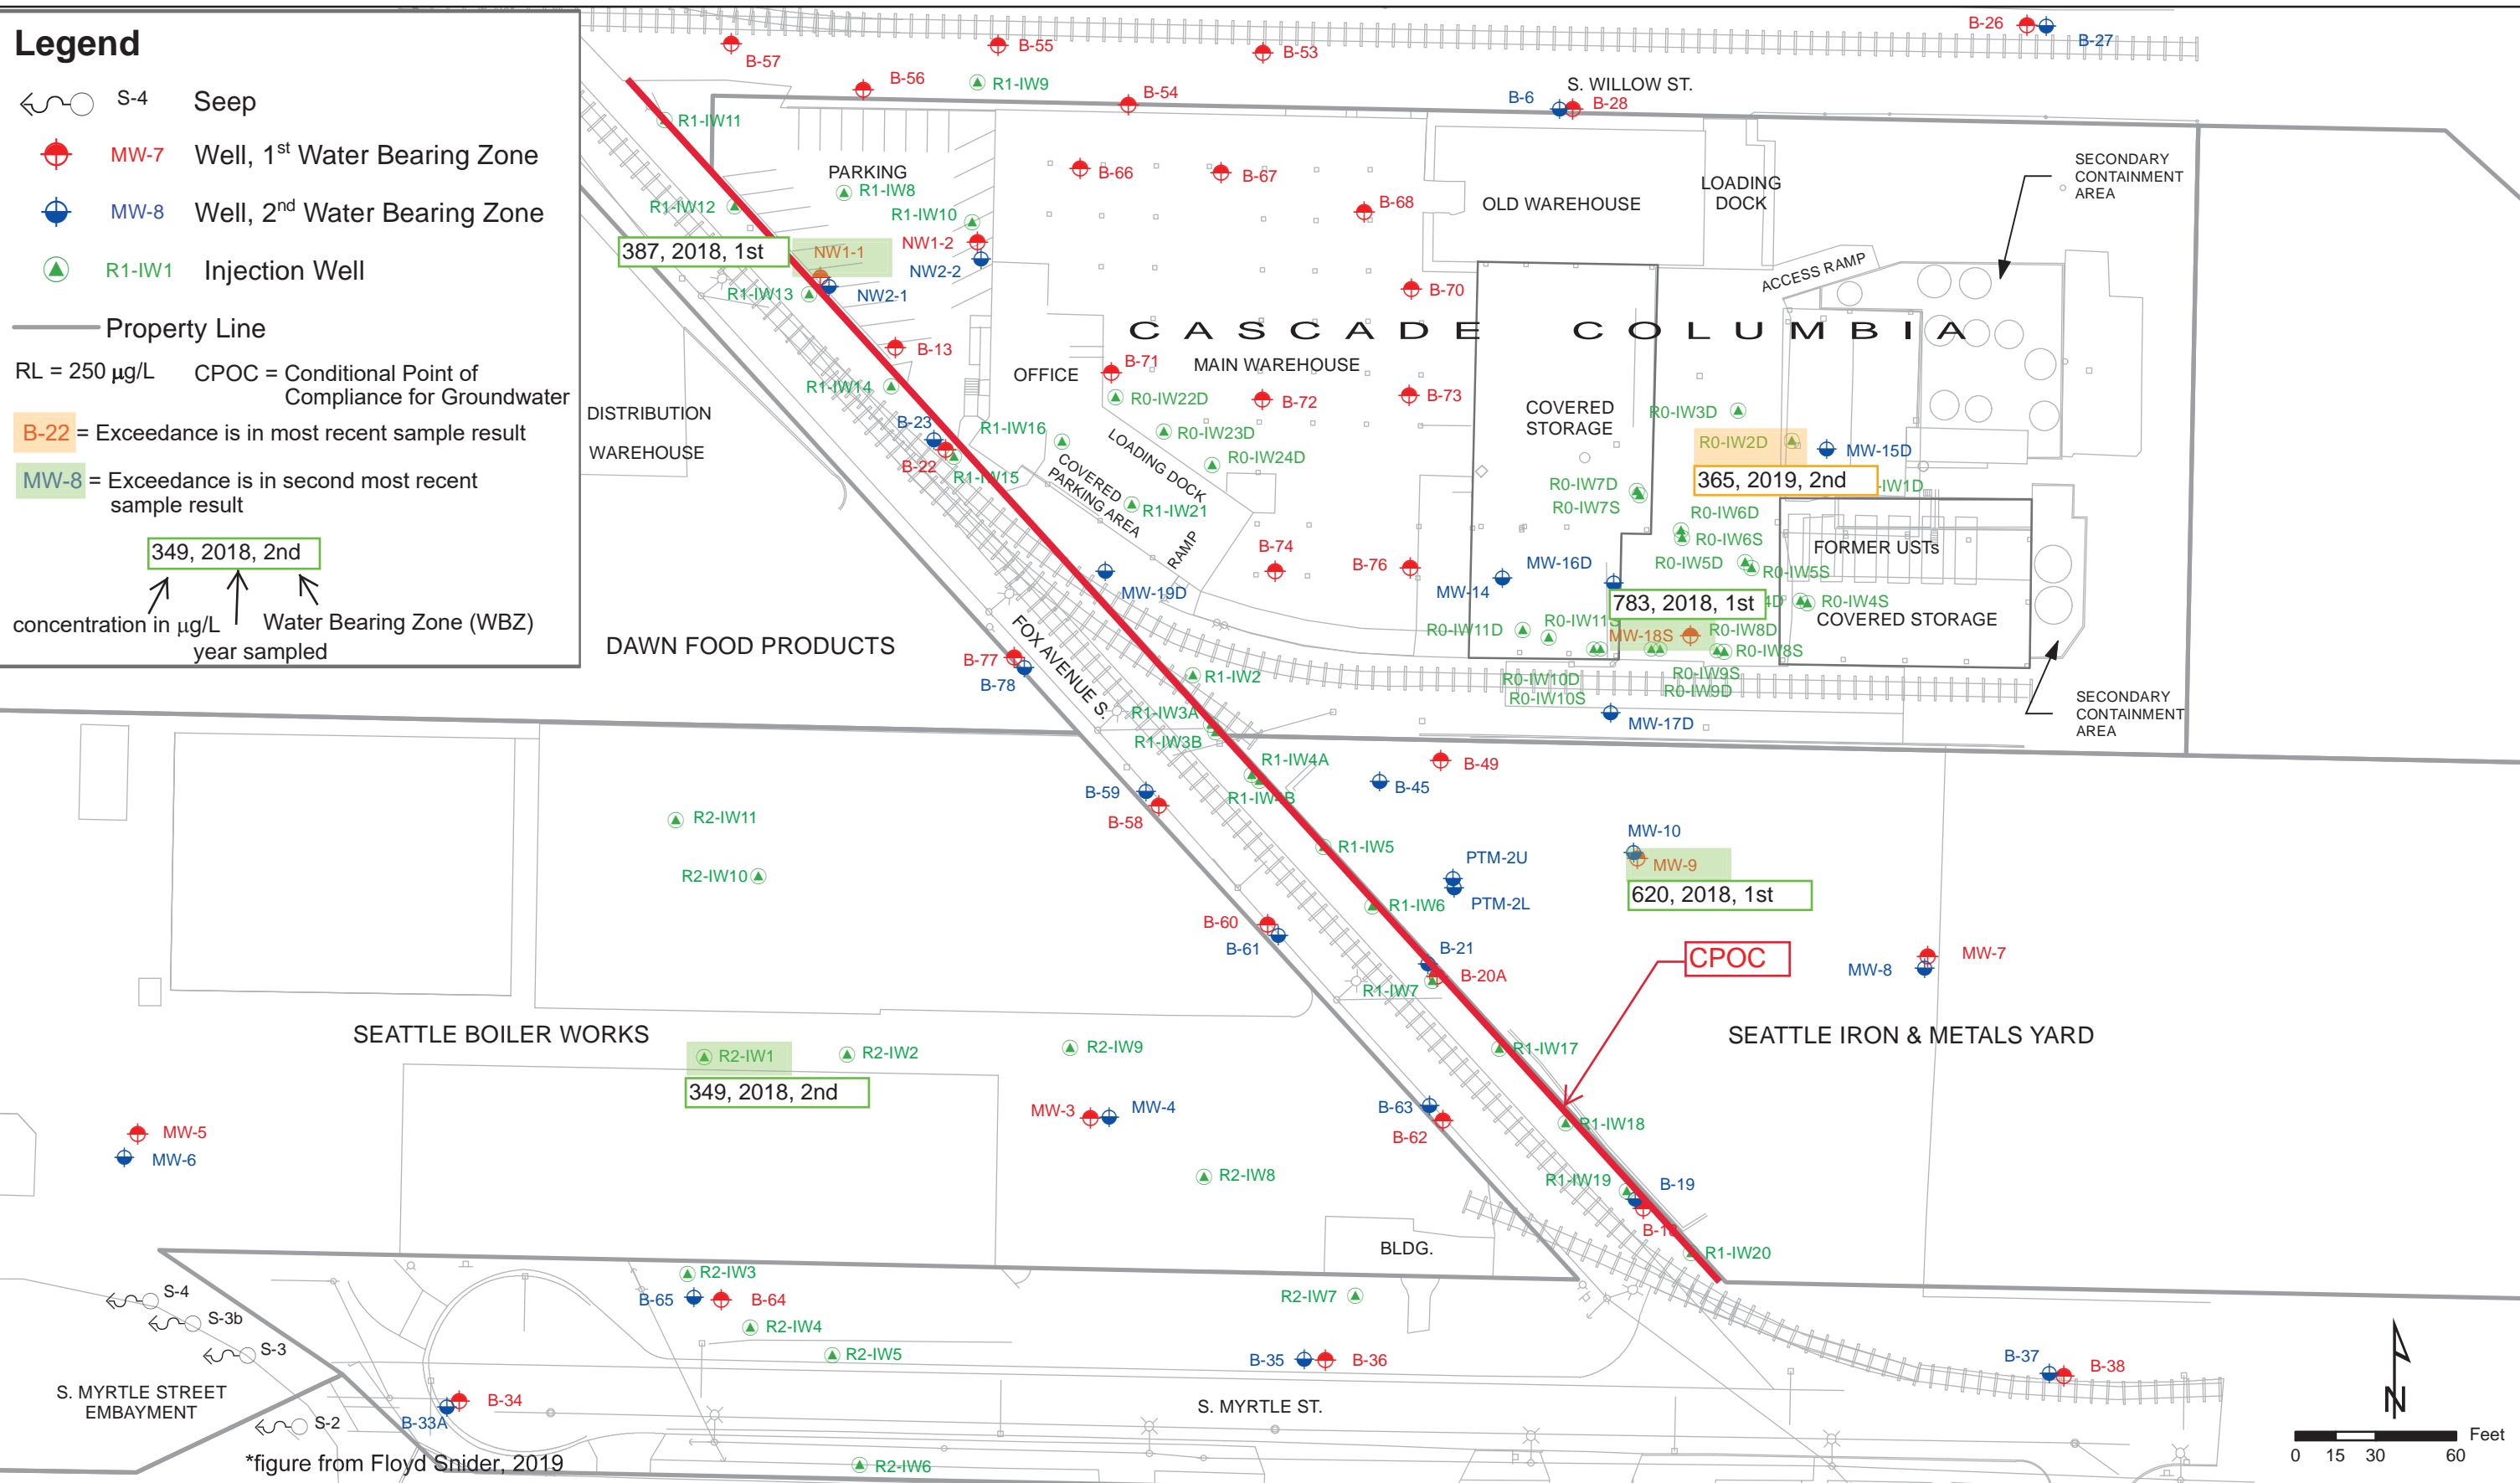 Legend
S-4 Seep
MW-7 Well, 1st Water Bearing Zone
MW-8 Well, 2nd Water Bearing Zone
R1-IW1 Injection Well
Property Line
RL = 250 µg/L CPOC = Conditional Point of
Compliance for Groundwater
B-22 = Exceedance is in most recent sample result
MW-8 = Exceedance is in second most recent
sample result
349, 2018, 2nd
concentration in µg/L
Water Bearing Zone (WBZ)
year sampled
B-57
B-55
B-53
B-26
B-27
B-56
R1-IW9
B-54
B-6
B-28
S. WILLOW ST.
R1-IW11
PARKING
R1-IW8
R1-IW12
R1-IW10
B-66
B-67
B-68
OLD WAREHOUSE
LOADING
DOCK
SECONDARY
CONTAINMENT
AREA
387, 2018, 1st
NW1-1
NW1-2
NW2-2
R1-IW13
NW2-1
B-70
ACCESS RAMP
CASCADE COLUMBIA
B-13
B-71
MAIN WAREHOUSE
OFFICE
R1-IW14
R0-IW22D
B-72
B-73
COVERED
STORAGE
R0-IW3D
DISTRIBUTION
WAREHOUSE
B-23
R1-IW16
R0-IW23D
R0-IW2D
MW-15D
B-22
R1-IW15
LOADING DOCK
R0-IW24D
COVERED
PARKING AREA
365, 2019, 2nd
-IW1D
R0-IW7D
R0-IW7S
R1-IW21
R0-IW6D
R0-IW6S
RAMP
B-74
B-76
MW-16D
R0-IW5D
R0-IW5S
FORMER USTs
MW-19D
MW-14
783, 2018, 1st
4D
R0-IW4S
COVERED STORAGE
FOX AVENUE S.
DAWN FOOD PRODUCTS
R0-IW11D
R0-IW11S
MW-18S
R0-IW8D
R0-IW8S
B-77
B-78
R1-IW2
R0-IW10D
R0-IW10S
R0-IW9S
R0-IW9D
SECONDARY
CONTAINMENT
AREA
R1-IW3A
R1-IW3B
MW-17D
R1-IW4A
R1-IW4B
B-49
B-45
B-59
B-58
R2-IW11
R1-IW5
MW-10
MW-9
620, 2018, 1st
PTM-2U
PTM-2L
R2-IW10
R1-IW6
B-60
B-61
B-21
B-20A
R1-IW7
CPOC
MW-7
MW-8
SEATTLE BOILER WORKS
SEATTLE IRON & METALS YARD
R2-IW1
R2-IW2
R2-IW9
R1-IW17
349, 2018, 2nd
MW-3
MW-4
B-63
B-62
R1-IW18
MW-5
MW-6
R2-IW8
R1-IW19
B-19
BLDG.
R1-IW20
R2-IW3
S-4
S-3b
S-3
S-2
B-65
B-64
R2-IW7
R2-IW4
R2-IW5
B-35
B-36
B-37
B-38
S. MYRTLE STREET
EMBAYMENT
B-34
B-33A
S. MYRTLE ST.
*figure from Floyd Snider, 2019
R2-IW6
N
Feet
0 15 30 60